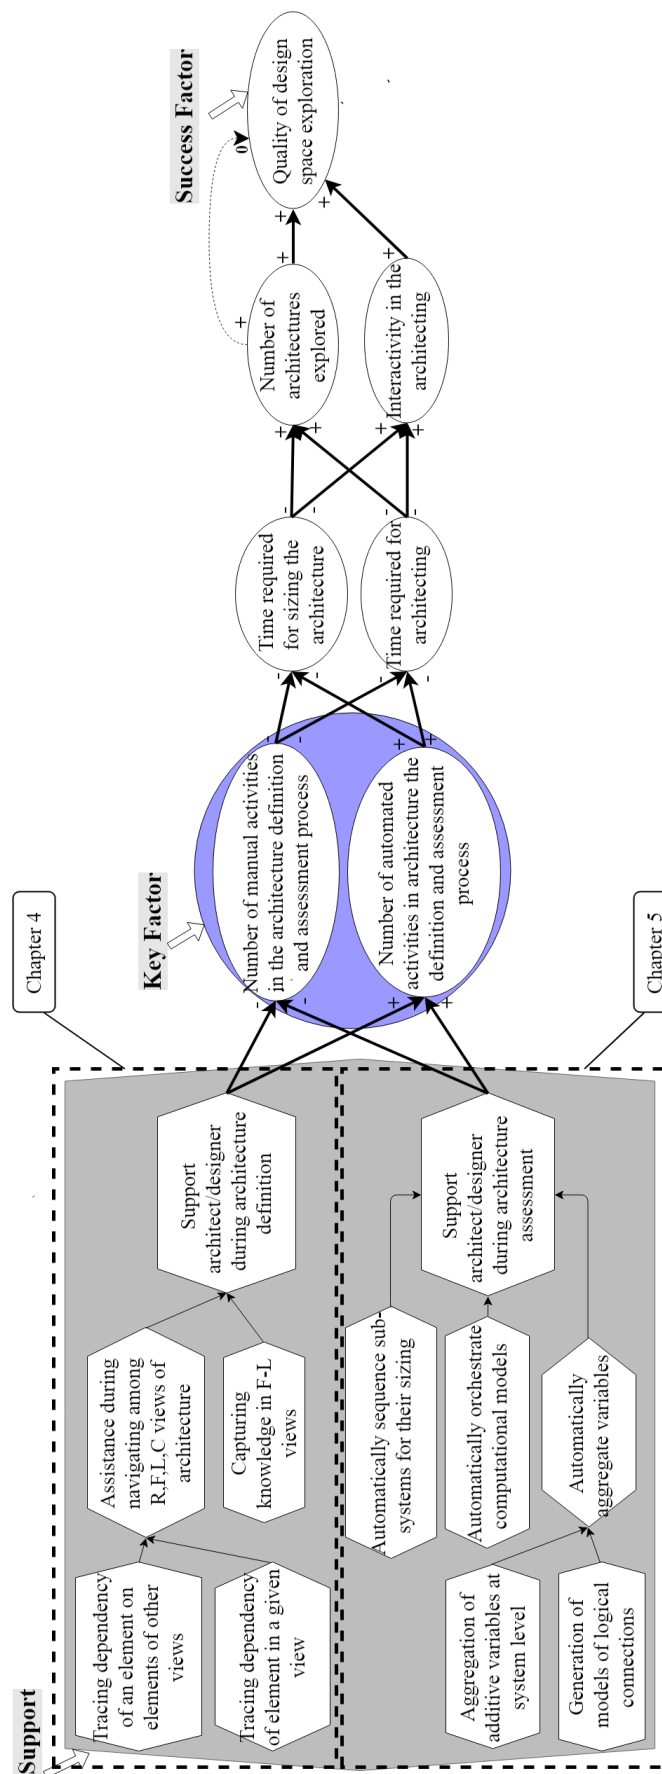 Support
Tracing dependency
of an element on
elements of other
views
Tracing dependency
of element in a given
view
Assistance during
navigating among
R,F,L,C views of
architecture
Capturing
knowledge in F-L
views
Support
architect/designer
during architecture
definition
Chapter 4
Aggregation of
additive variables at
system level
Generation of
models of logical
connections
Automatically sequence sub-
systems for their sizing
Automatically orchestrate
computational models
Automatically
aggregate variables
Support
architect/designer
during architecture
assessment
Chapter 5
Key Factor
-
-
Number of manual activities
in the architecture definition
and assessment process
-
-
+
+
Number of automated
activities in architecture the
definition and assessment
process
+
+
-
-
Time required
for sizing the
architecture
-
-
-
-
Time required for
architecting
-
-
+
+
Number of
architectures
explored
+
+
+
+
Interactivity in the
architecting
+
Success Factor
0
+
+
Quality of design
space exploration